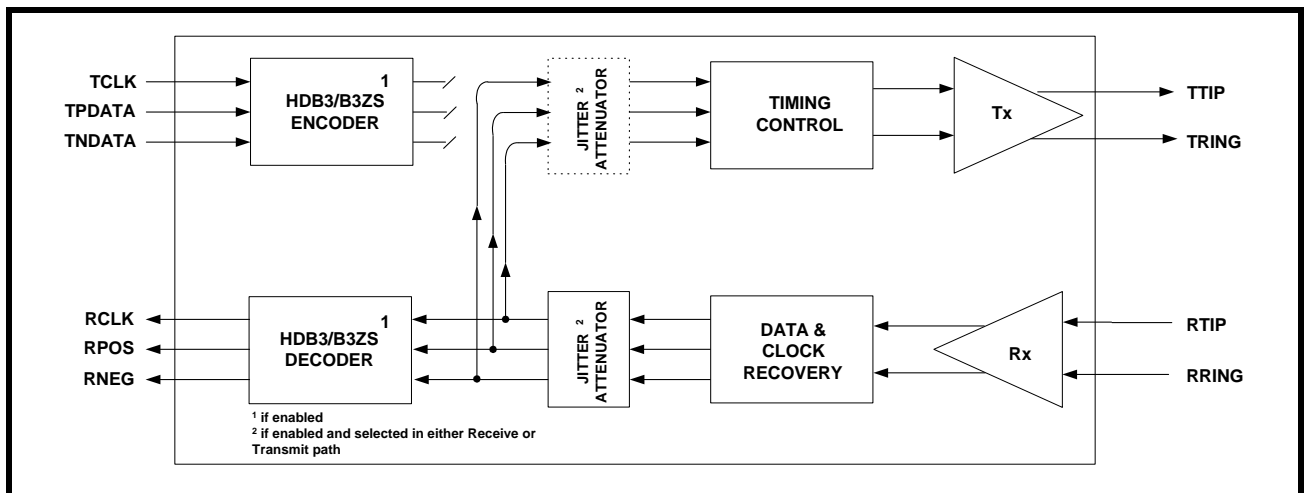 TCLK
TPDATA
TNDATA
HDB3/B3ZS 1
ENCODER
JITTER 2
ATTENUATOR
TIMING
CONTROL
Tx
TTIP
TRING
RCLK
RPOS
RNEG
HDB3/B3ZS 1
DECODER
JITTER 2
ATTENUATOR
DATA &
CLOCK
RECOVERY
Rx
RTIP
RRING
1 if enabled
2 if enabled and selected in either Receive or
Transmit path